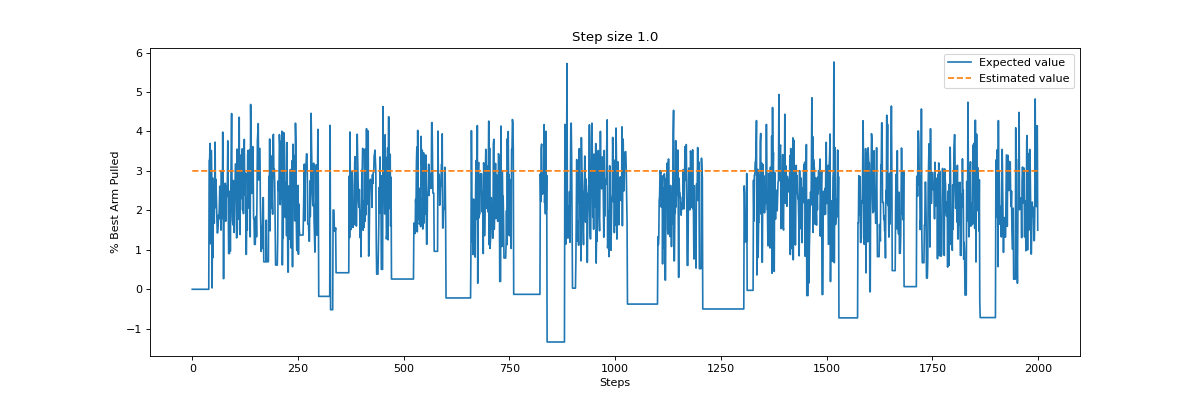 Step size 1.0
% Best Arm Pulled
6
5
4
3
2
1
0
−1
Expected value
Estimated value
0 250 500 750 1000 1250 1500 1750 2000
Steps